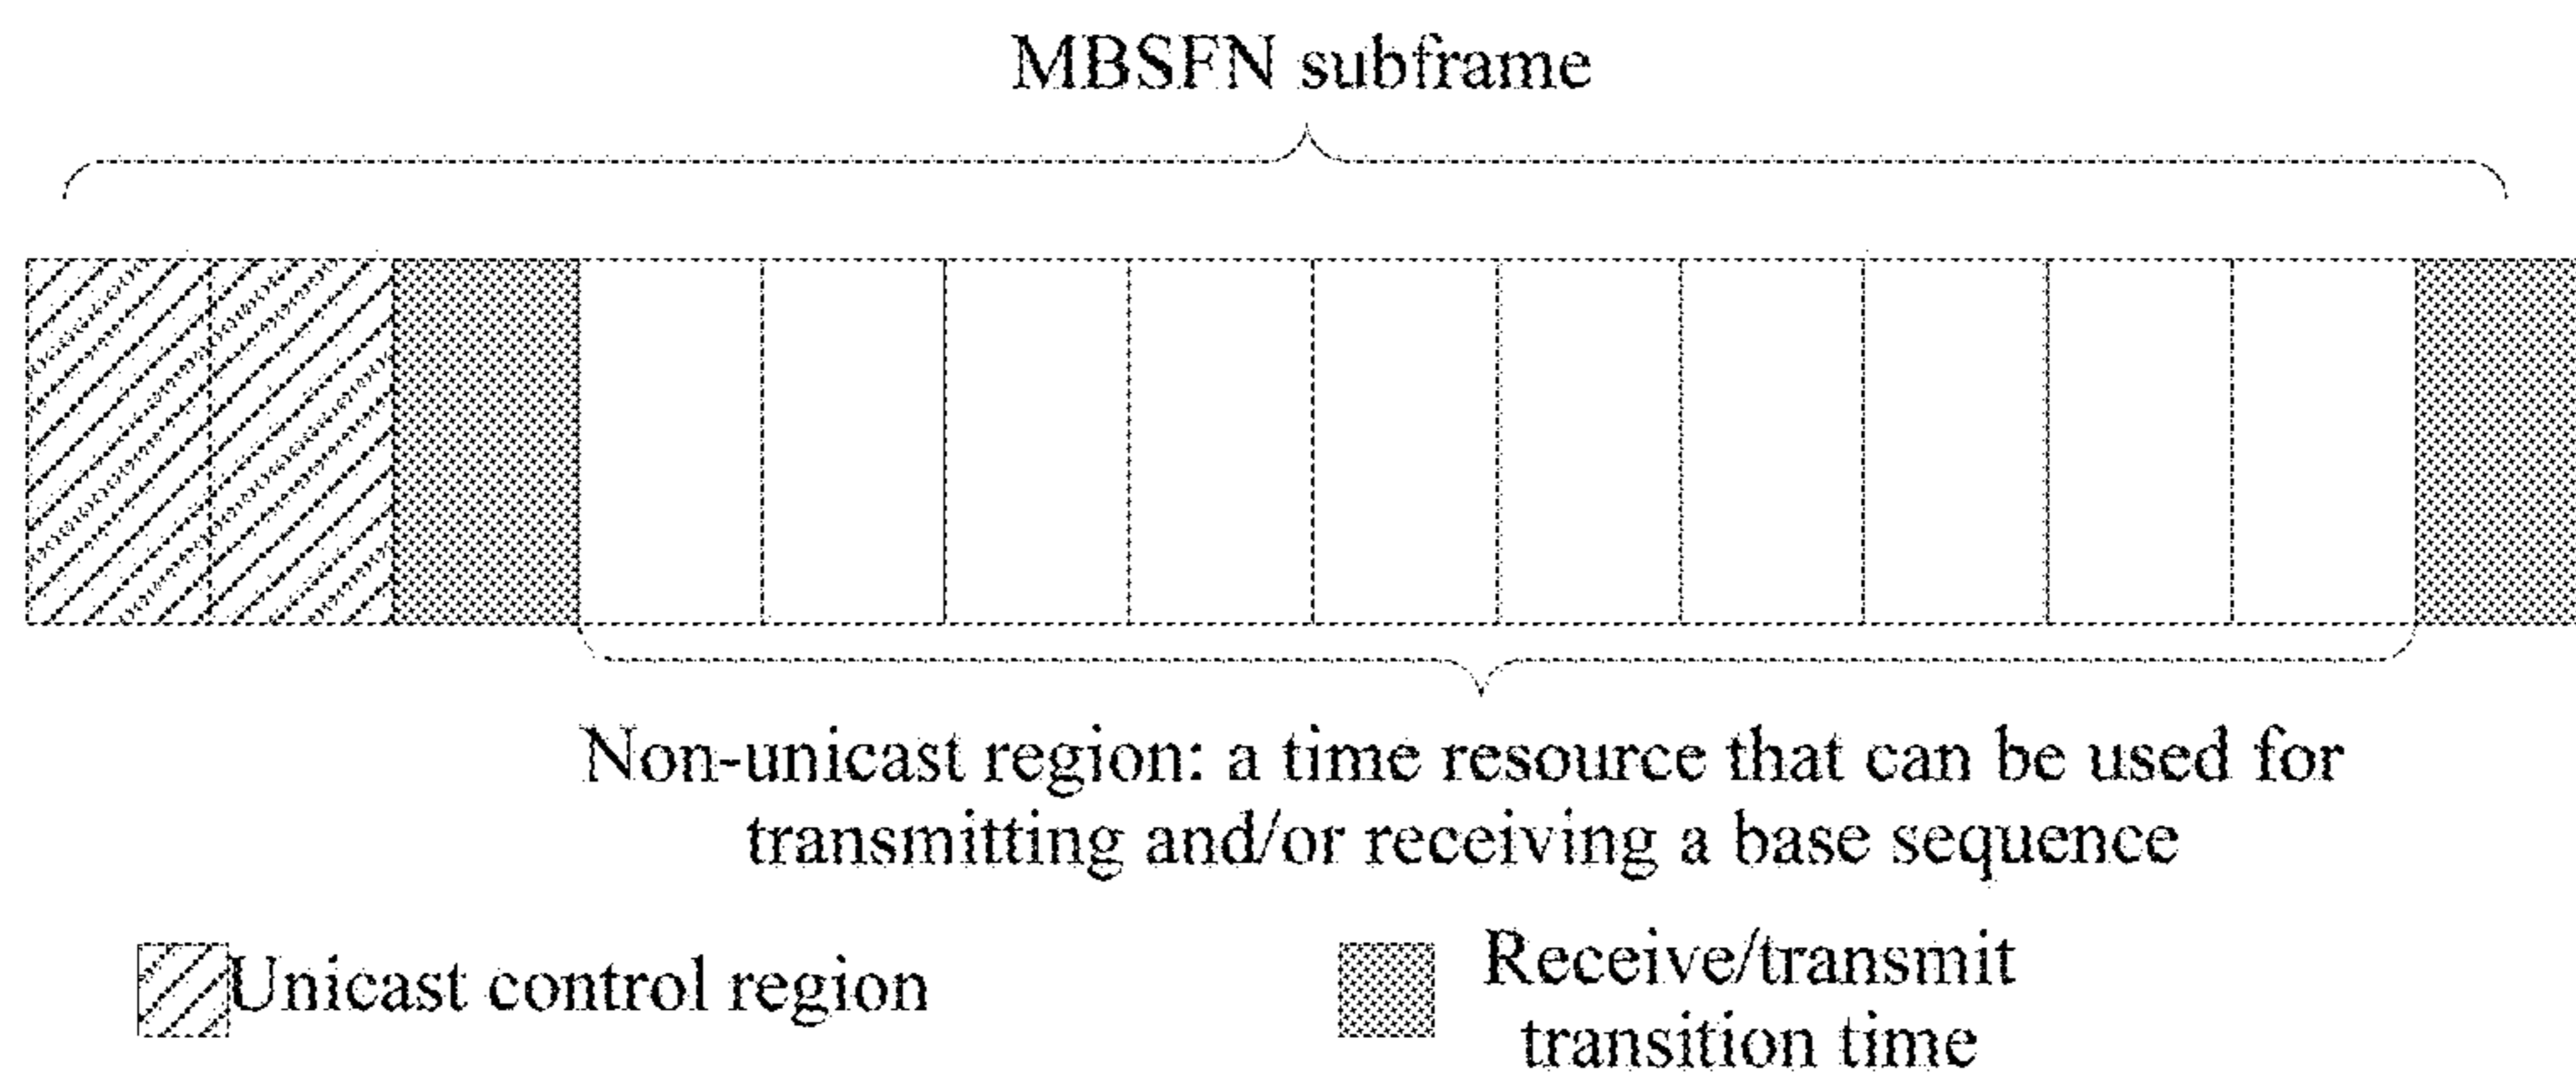 MBSFN subframe
Non-unicast region: a time resource that can be used for
transmitting and/or receiving a base sequence
Unicast control region
Receive/transmit
transition time